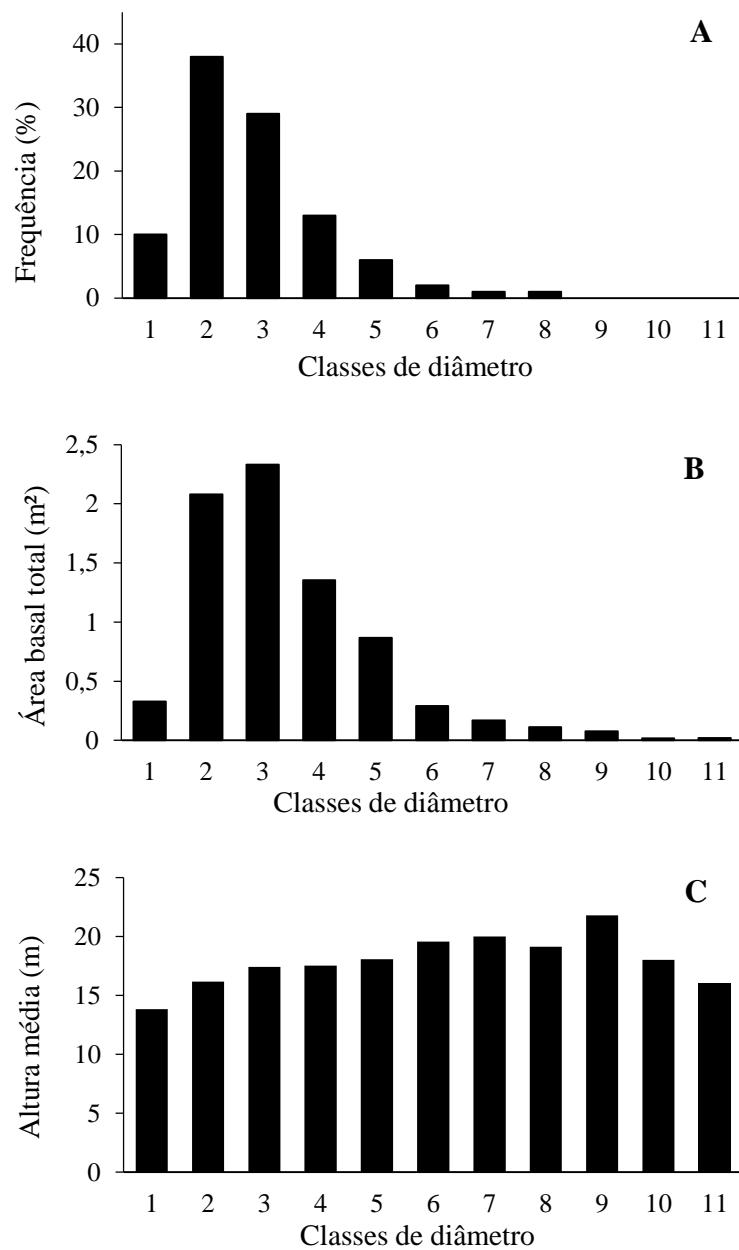 A
Frequência (%)
40
30
20
10
0
1 2 3 4 5 6 7 8 9 10 11
Classes de diâmetro
B
Área basal total (m²)
2,5
2
1,5
1
0,5
0
1 2 3 4 5 6 7 8 9 10 11
Classes de diâmetro
C
Altura média (m)
25
20
15
10
5
0
1 2 3 4 5 6 7 8 9 10 11
Classes de diâmetro